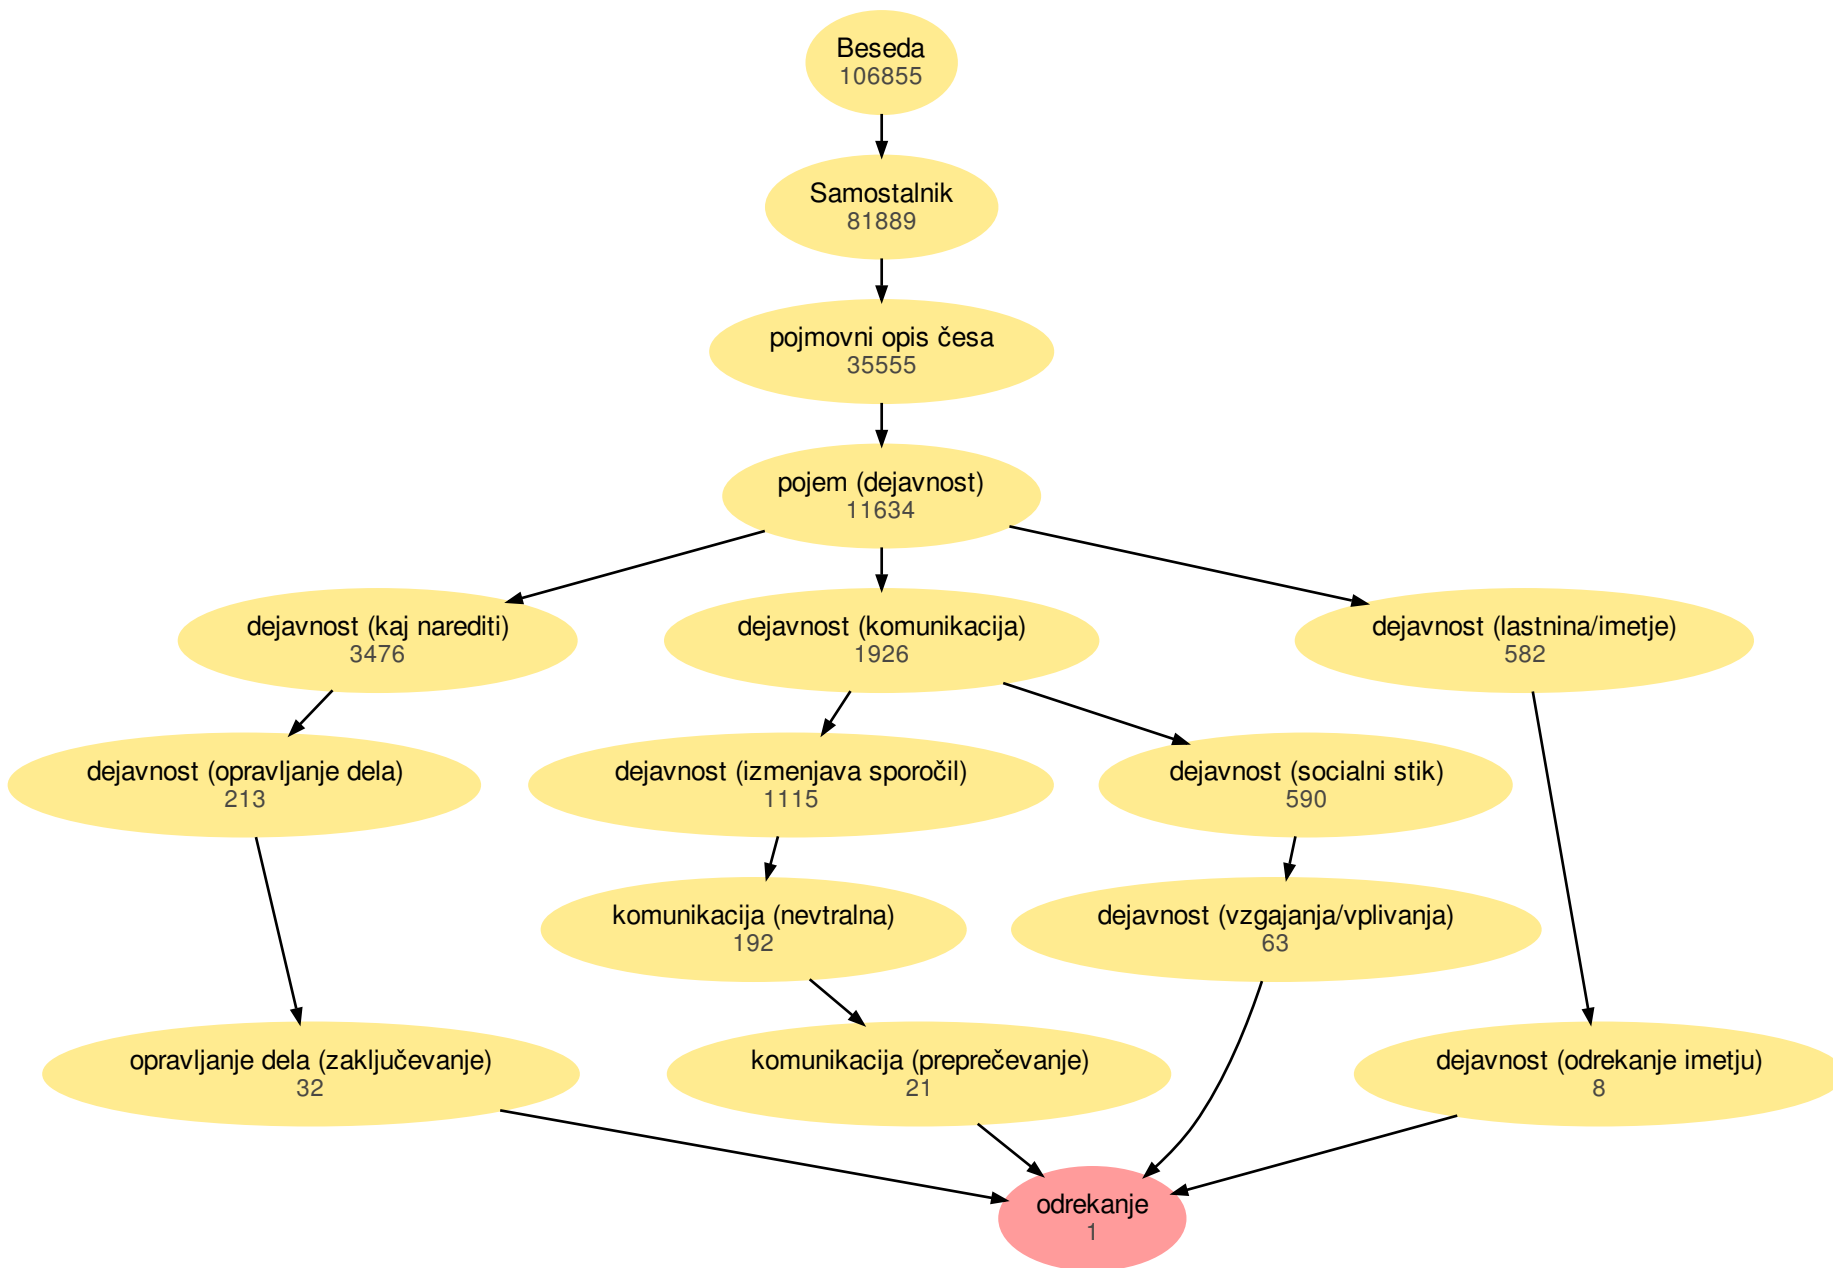 Beseda
106855
Samostalnik
81889
pojmovni opis česa
35555
pojem (dejavnost)
11634
dejavnost (kaj narediti)
3476
dejavnost (komunikacija)
1926
dejavnost (lastnina/imetje)
582
dejavnost (opravljanje dela)
213
dejavnost (izmenjava sporočil)
1115
dejavnost (socialni stik)
590
komunikacija (nevtralna)
192
dejavnost (vzgajanja/vplivanja)
63
opravljanje dela (zaključevanje)
32
komunikacija (preprečevanje)
21
dejavnost (odrekanje imetju)
8
odrekanje
1